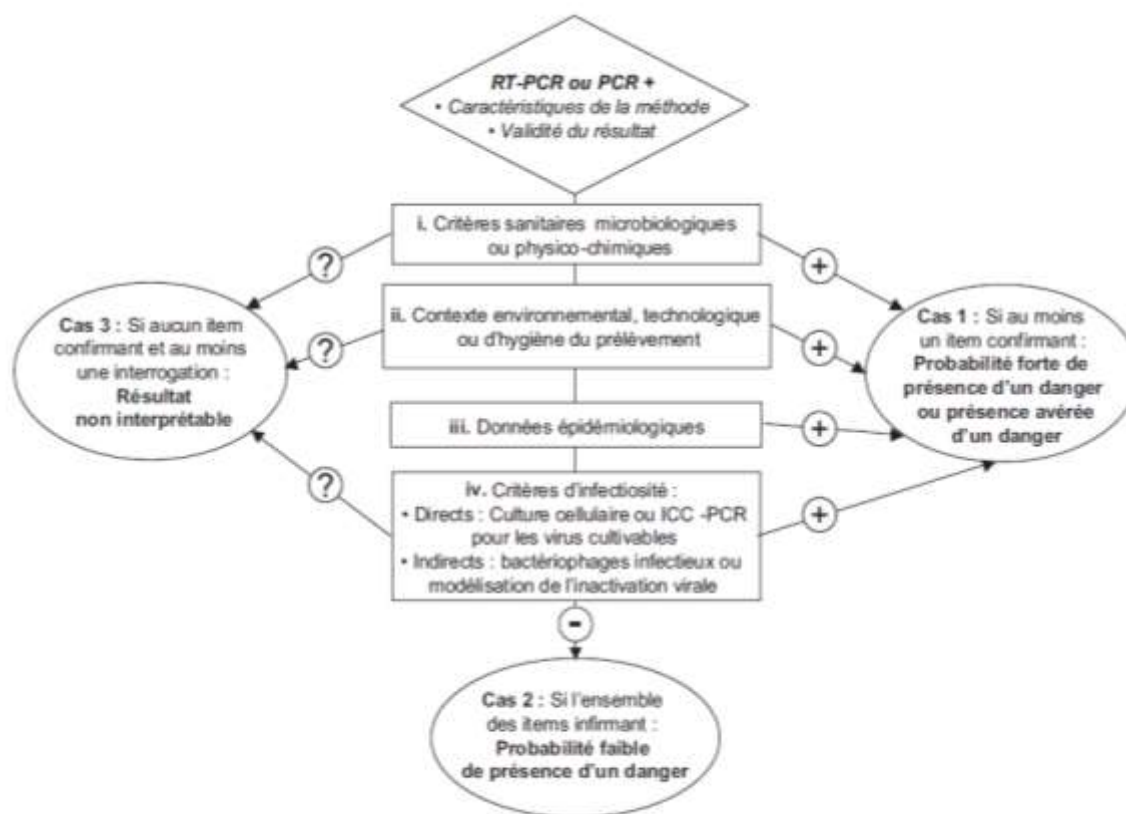 RT-PCR ou PCR +
• Caractéristiques de la méthode
• Validité du résultat
i. Critères sanitaires microbiologiques
ou physico-chimiques
?
+
Cas 3 : Si aucun item
confirmant et au moins
une interrogation :
Résultat
non interprétable
ii. Contexte environnemental, technologique
ou d'hygiène du prélèvement
?
+
Cas 1 : Si au moins
un item confirmant :
Probabilité forte de
présence d'un danger
ou présence avérée
d'un danger
iii. Données épidémiologiques
+
iv. Critères d'infectiosité :
• Directs : Culture cellulaire ou ICC -PCR
pour les virus cultivables
• Indirects : bactériophages infectieux ou
modélisation de l'inactivation virale
?
+
-
Cas 2 : Si l'ensemble
des items infirmant :
Probabilité faible
de présence d'un danger